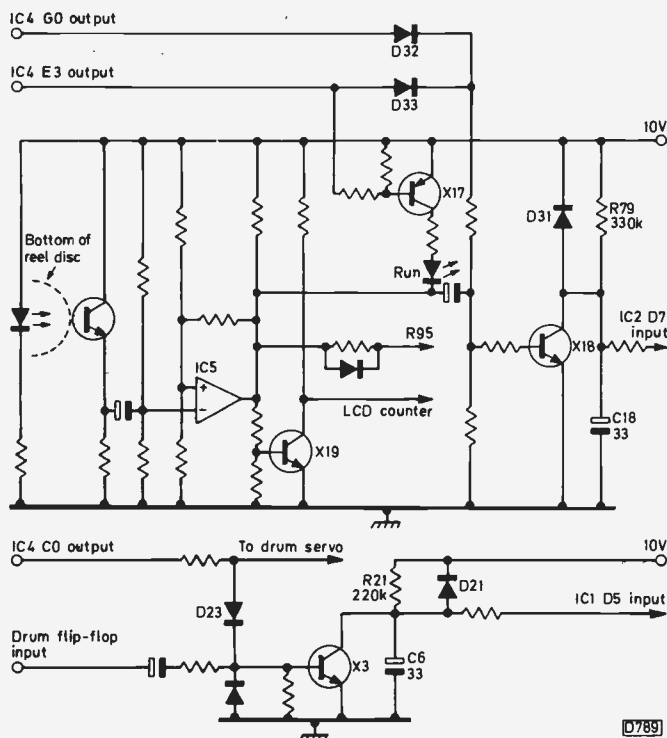 IC4 G0 output
D32
IC4 E3 output
D33
10V
X17
D31
R79
330k
Bottom of
reel disc
Run
IC2 D7
input
R95
X18
IC5
+
−
LCD counter
X19
C18
33
IC4 C0 output
To drum servo
10V
R21
220k
D21
IC1 D5 input
D23
Drum flip-flop
input
X3
C6
33
D789